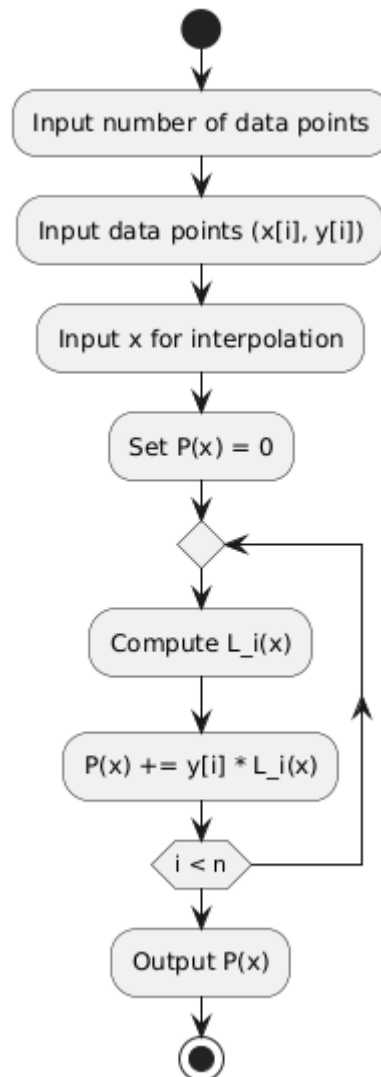 Input number of data points
Input data points (x[i], y[i])
Input x for interpolation
Set P(x) = 0
Compute L_i(x)
P(x) += y[i] * L_i(x)
i < n
Output P(x)